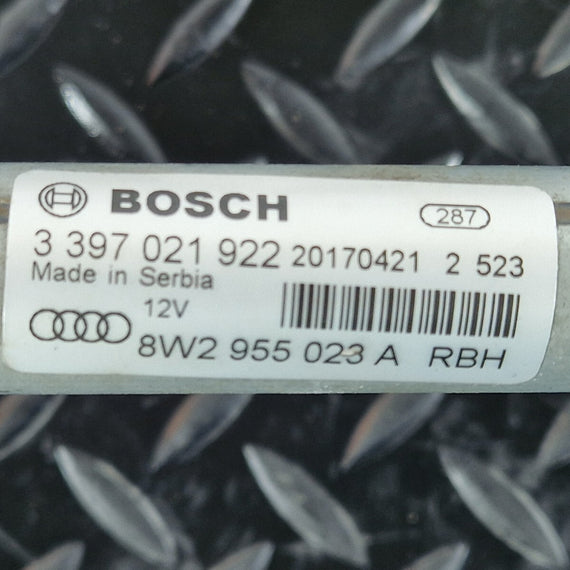 BOSCH 287
3 397 021 922 20170421 2 523
Made in Serbia
12V
8W2 955 023 A RBH